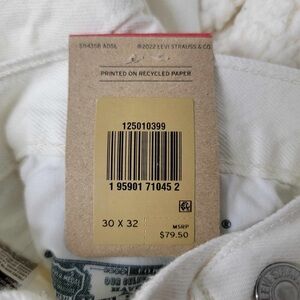 ©2022 LEVI STRAUSS & CO
PRINTED ON RECYCLED PAPER
125010399
1 95901 71045 2
30 X 32
MSRP
$79.50